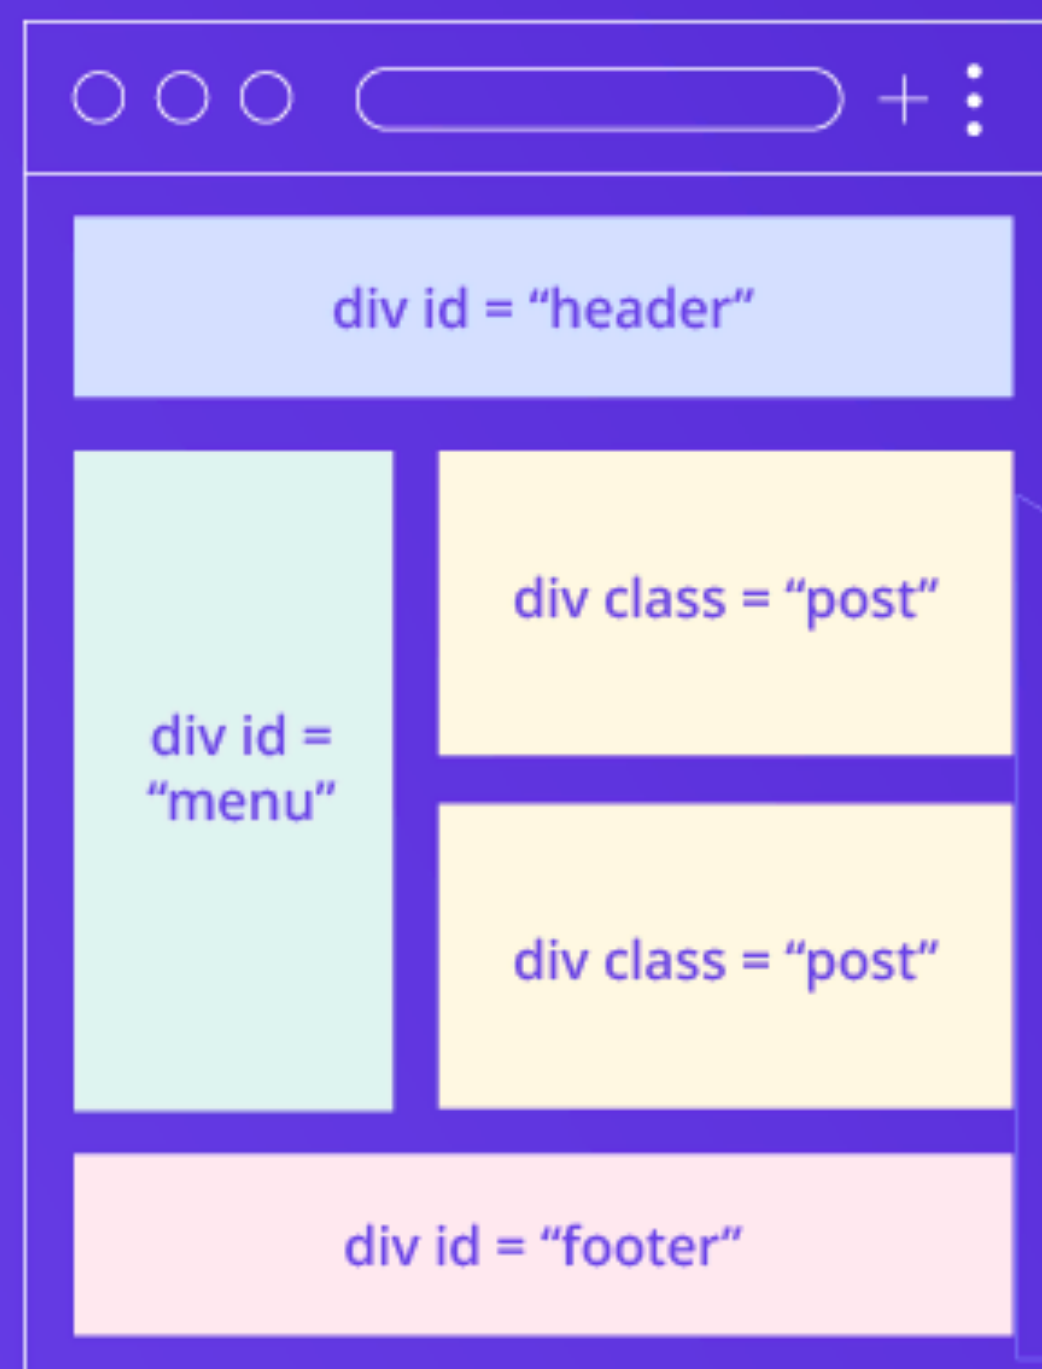 div id = “header”
div class = “post”
div id =
“menu”
div class = “post”
div id = “footer”